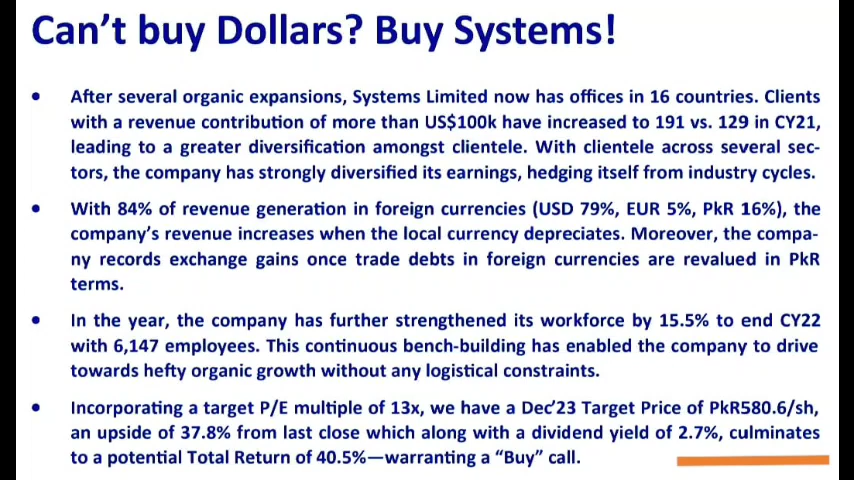 Can't buy Dollars? Buy Systems!
• After several organic expansions, Systems Limited now has offices in 16 countries. Clients
with a revenue contribution of more than US$100k have increased to 191 vs. 129 in CY21,
leading to a greater diversification amongst clientele. With clientele across several sec-
tors, the company has strongly diversified its earnings, hedging itself from industry cycles.
• With 84% of revenue generation in foreign currencies (USD 79%, EUR 5%, PkR 16%), the
company's revenue increases when the local currency depreciates. Moreover, the compa-
ny records exchange gains once trade debts in foreign currencies are revalued in PkR
terms.
• In the year, the company has further strengthened its workforce by 15.5% to end CY22
with 6,147 employees. This continuous bench-building has enabled the company to drive
towards hefty organic growth without any logistical constraints.
• Incorporating a target P/E multiple of 13x, we have a Dec'23 Target Price of PkR580.6/sh,
an upside of 37.8% from last close which along with a dividend yield of 2.7%, culminates
to a potential Total Return of 40.5%—warranting a “Buy” call.